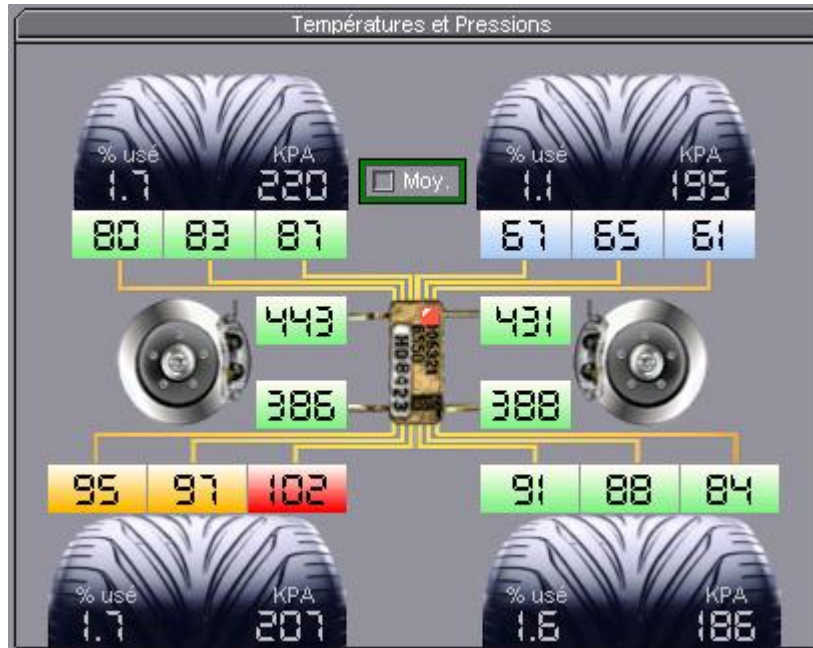 Températures et Pressions
% usé KPA % usé KPA
1.7 220 Moy. 1.1 195
80 83 87 67 65 61
443 431
HD8423
386 388
95 97 102 91 88 84
% usé KPA % usé KPA
1.7 207 1.6 186